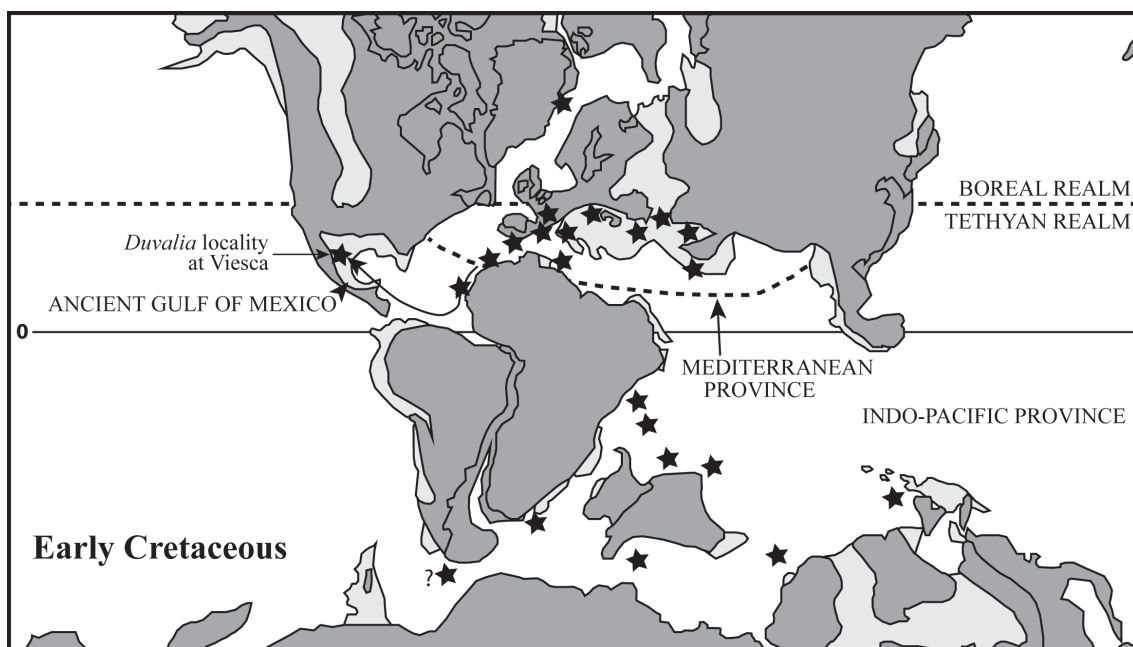 BOREAL REALM
TETHYAN REALM
Duvalia locality
at Viesca
ANCIENT GULF OF MEXICO
0
MEDITERRANEAN
PROVINCE
INDO-PACIFIC PROVINCE
Early Cretaceous
?